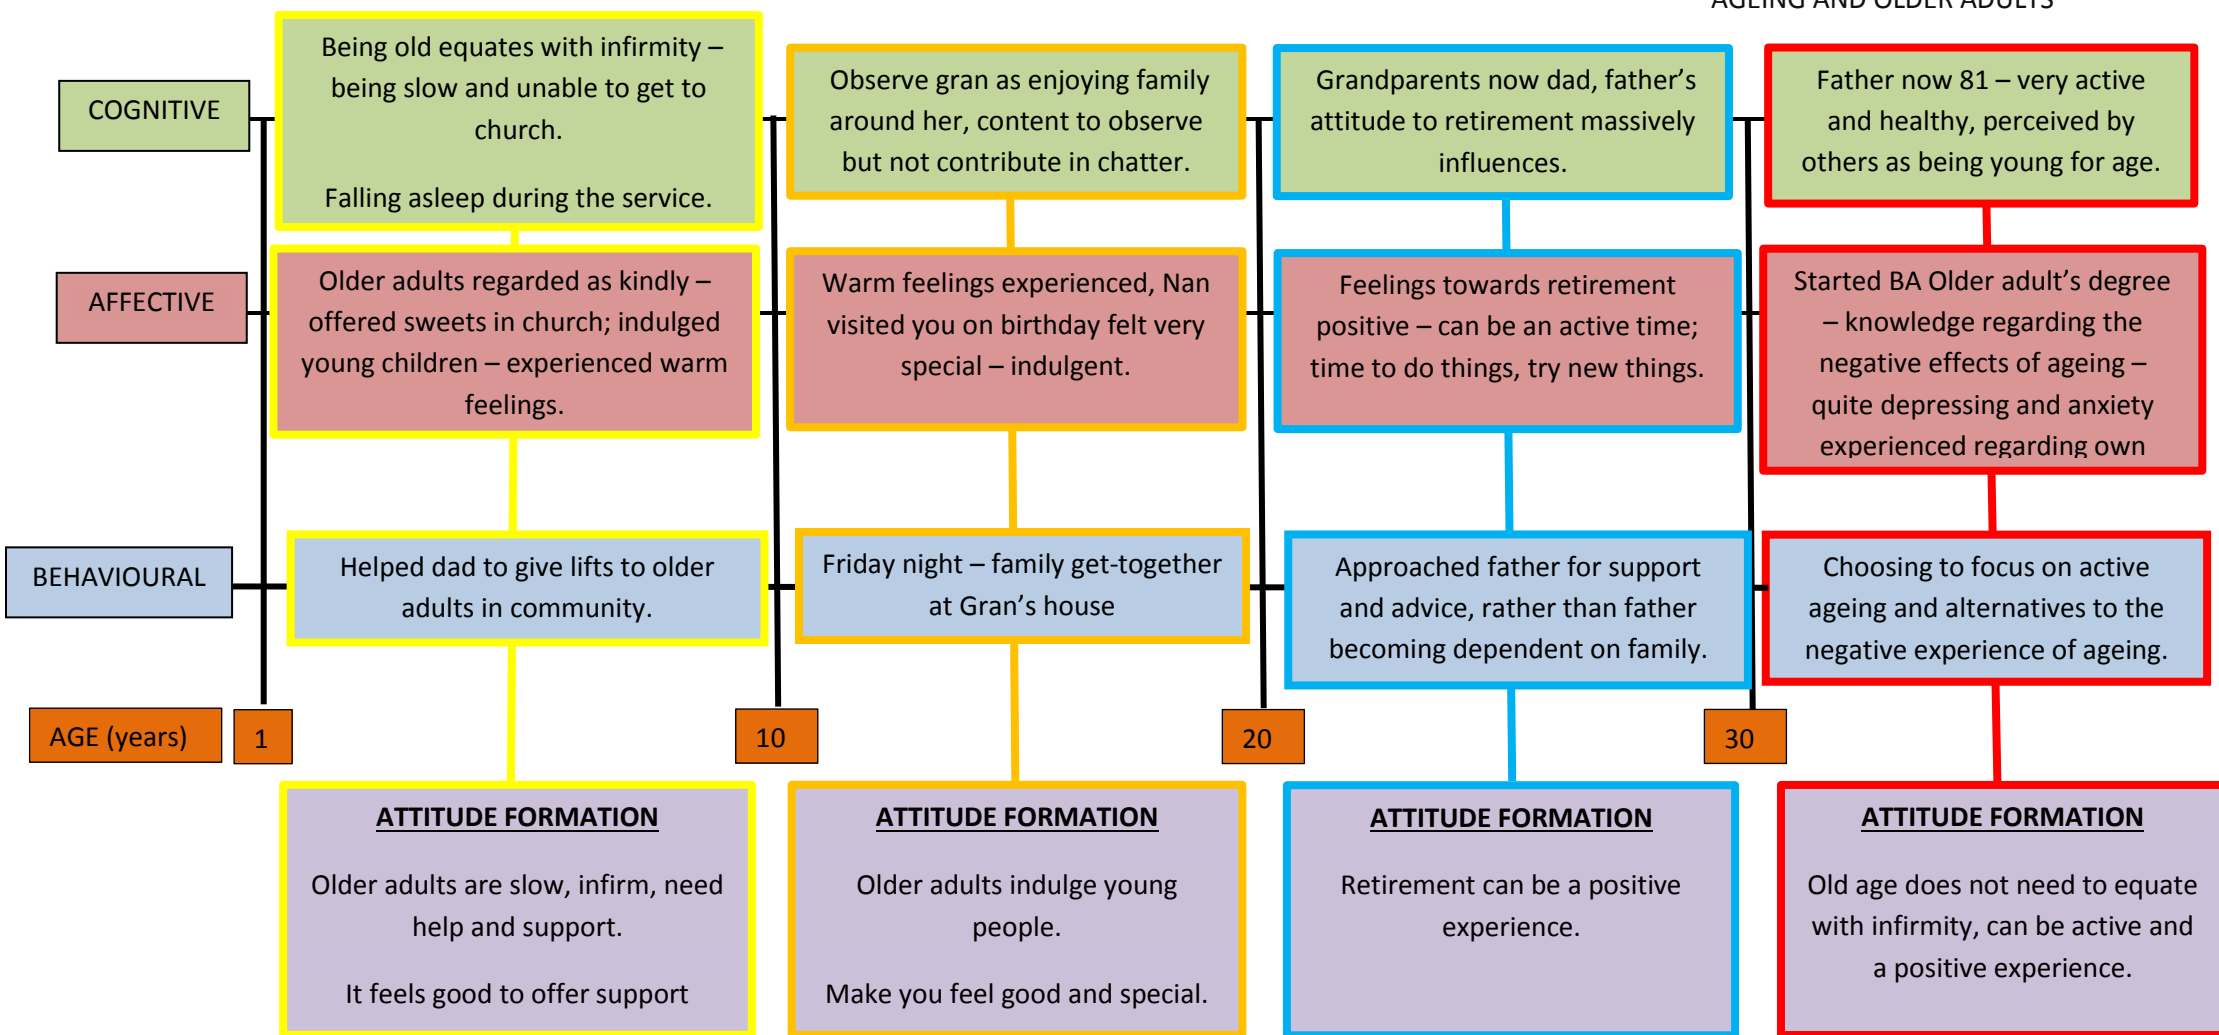 AGEING AND OLDER ADULTS
COGNITIVE
Being old equates with infirmity –
being slow and unable to get to
church.
Falling asleep during the service.
Observe gran as enjoying family
around her, content to observe
but not contribute in chatter.
Grandparents now dad, father’s
attitude to retirement massively
influences.
Father now 81 – very active
and healthy, perceived by
others as being young for age.
AFFECTIVE
Older adults regarded as kindly –
offered sweets in church; indulged
young children – experienced warm
feelings.
Warm feelings experienced, Nan
visited you on birthday felt very
special – indulgent.
Feelings towards retirement
positive – can be an active time;
time to do things, try new things.
Started BA Older adult’s degree
– knowledge regarding the
negative effects of ageing –
quite depressing and anxiety
experienced regarding own
BEHAVIOURAL
Helped dad to give lifts to older
adults in community.
Friday night – family get-together
at Gran’s house
Approached father for support
and advice, rather than father
becoming dependent on family.
Choosing to focus on active
ageing and alternatives to the
negative experience of ageing.
AGE (years)
1
10
20
30
ATTITUDE FORMATION
Older adults are slow, infirm, need
help and support.
It feels good to offer support
ATTITUDE FORMATION
Older adults indulge young
people.
Make you feel good and special.
ATTITUDE FORMATION
Retirement can be a positive
experience.
ATTITUDE FORMATION
Old age does not need to equate
with infirmity, can be active and
a positive experience.